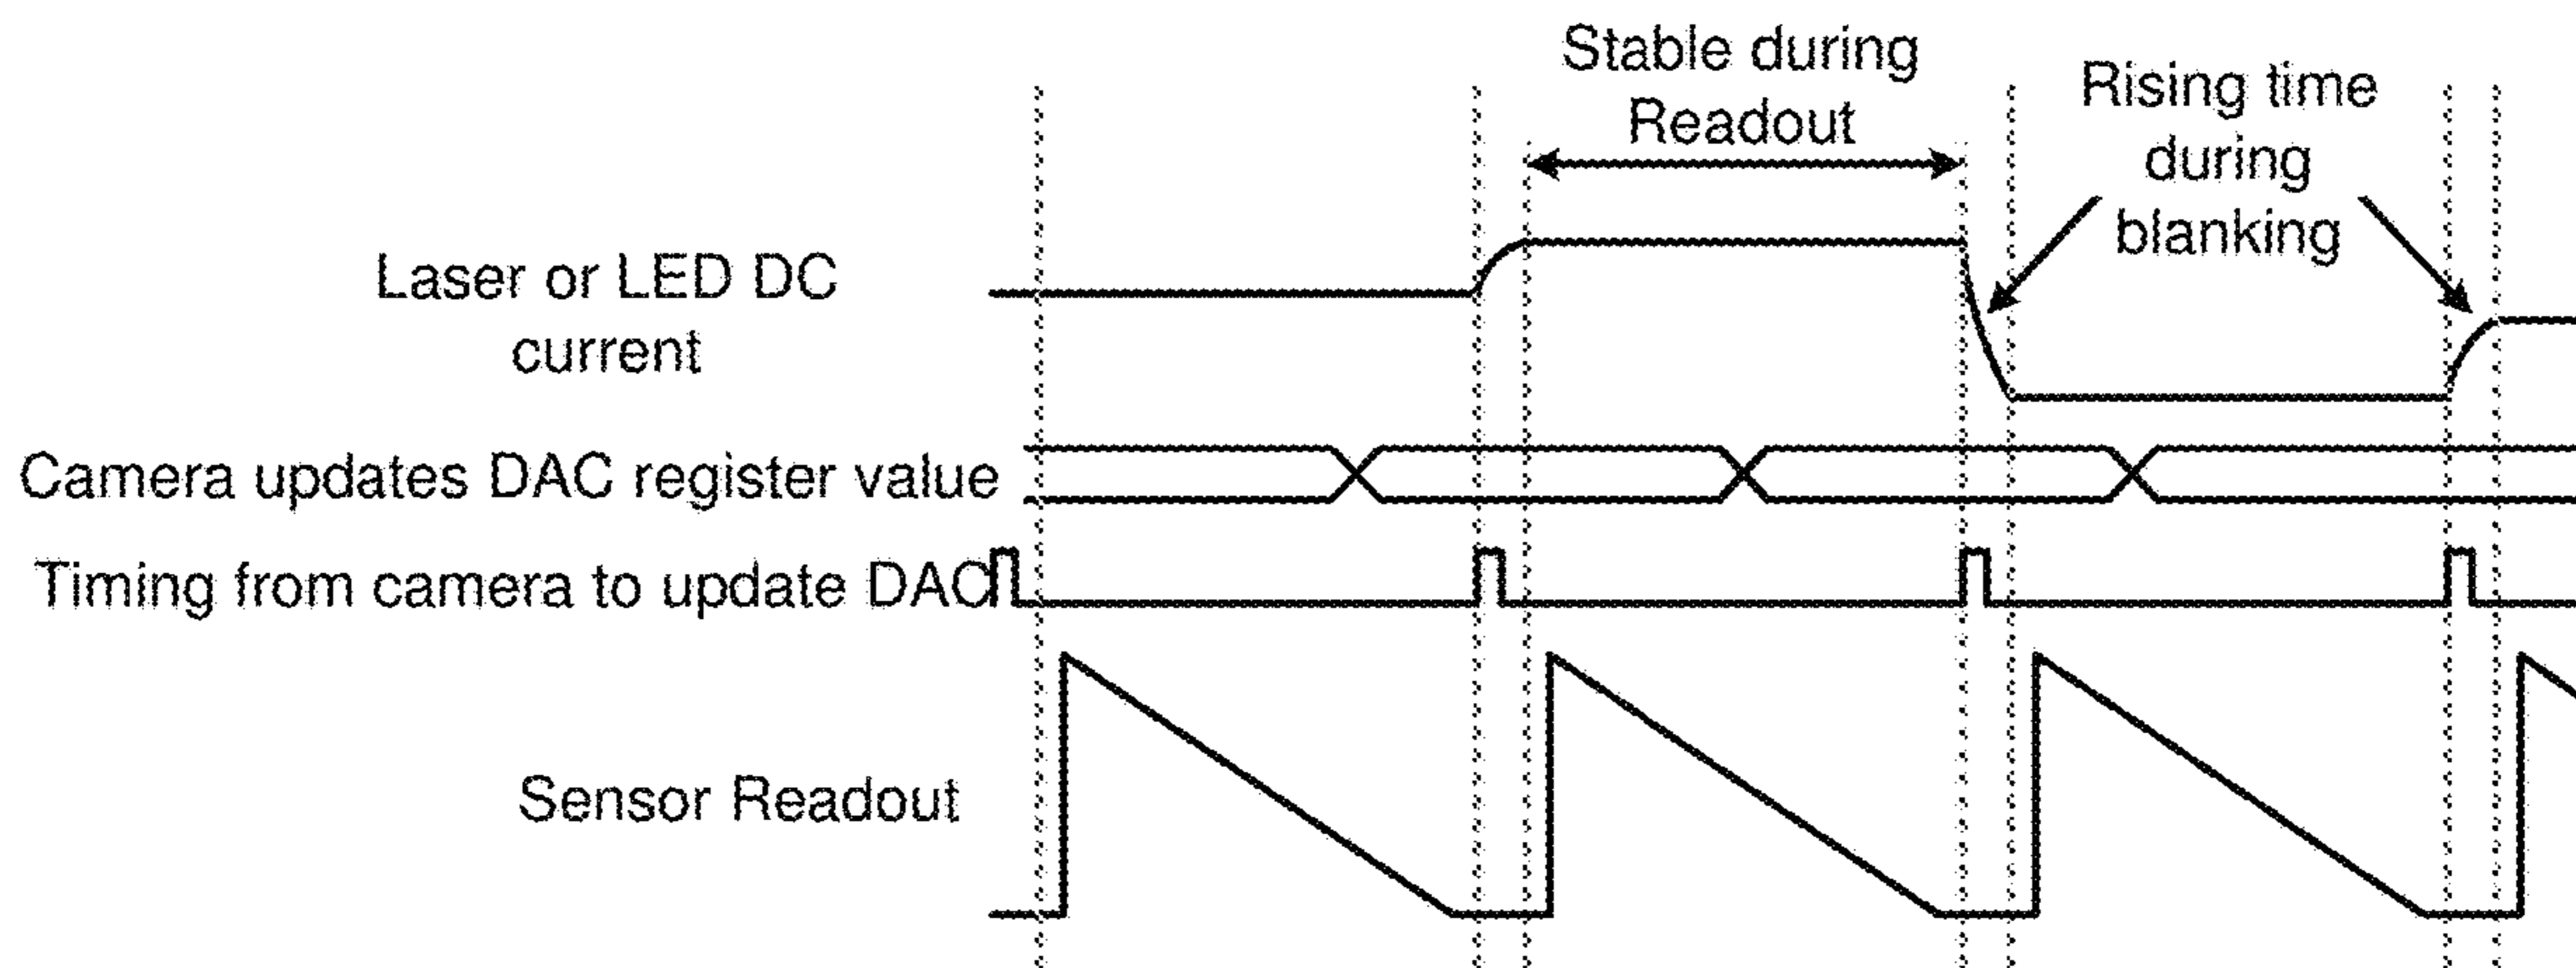 Stable during
Readout
Rising time
during
blanking
Laser or LED DC
current
Camera updates DAC register value
Timing from camera to update DAC
Sensor Readout